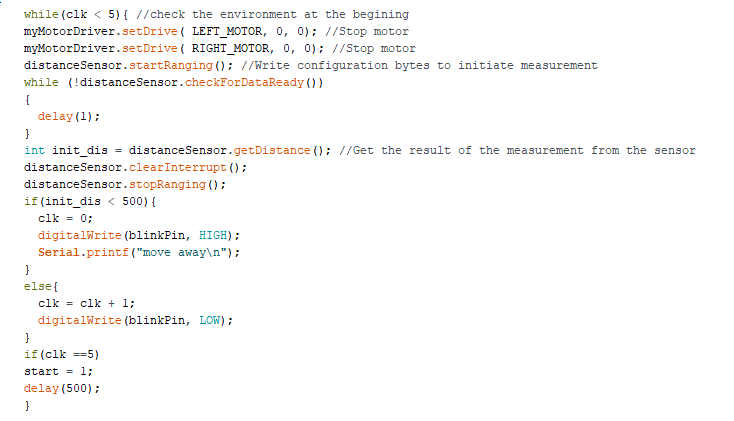 while(clk < 5){ //check the environment at the begining
myMotorDriver.setDrive( LEFT_MOTOR, 0, 0); //Stop motor
myMotorDriver.setDrive( RIGHT_MOTOR, 0, 0); //Stop motor
distanceSensor.startRanging(); //Write configuration bytes to initiate measurement
while (!distanceSensor.checkForDataReady())
{
  delay(1);
}
int init_dis = distanceSensor.getDistance(); //Get the result of the measurement from the sensor
distanceSensor.clearInterrupt();
distanceSensor.stopRanging();
if(init_dis < 500){
  clk = 0;
  digitalWrite(blinkPin, HIGH);
  Serial.printf("move away\n");
}
else{
  clk = clk + 1;
  digitalWrite(blinkPin, LOW);
}
if(clk ==5)
start = 1;
delay(500);
}